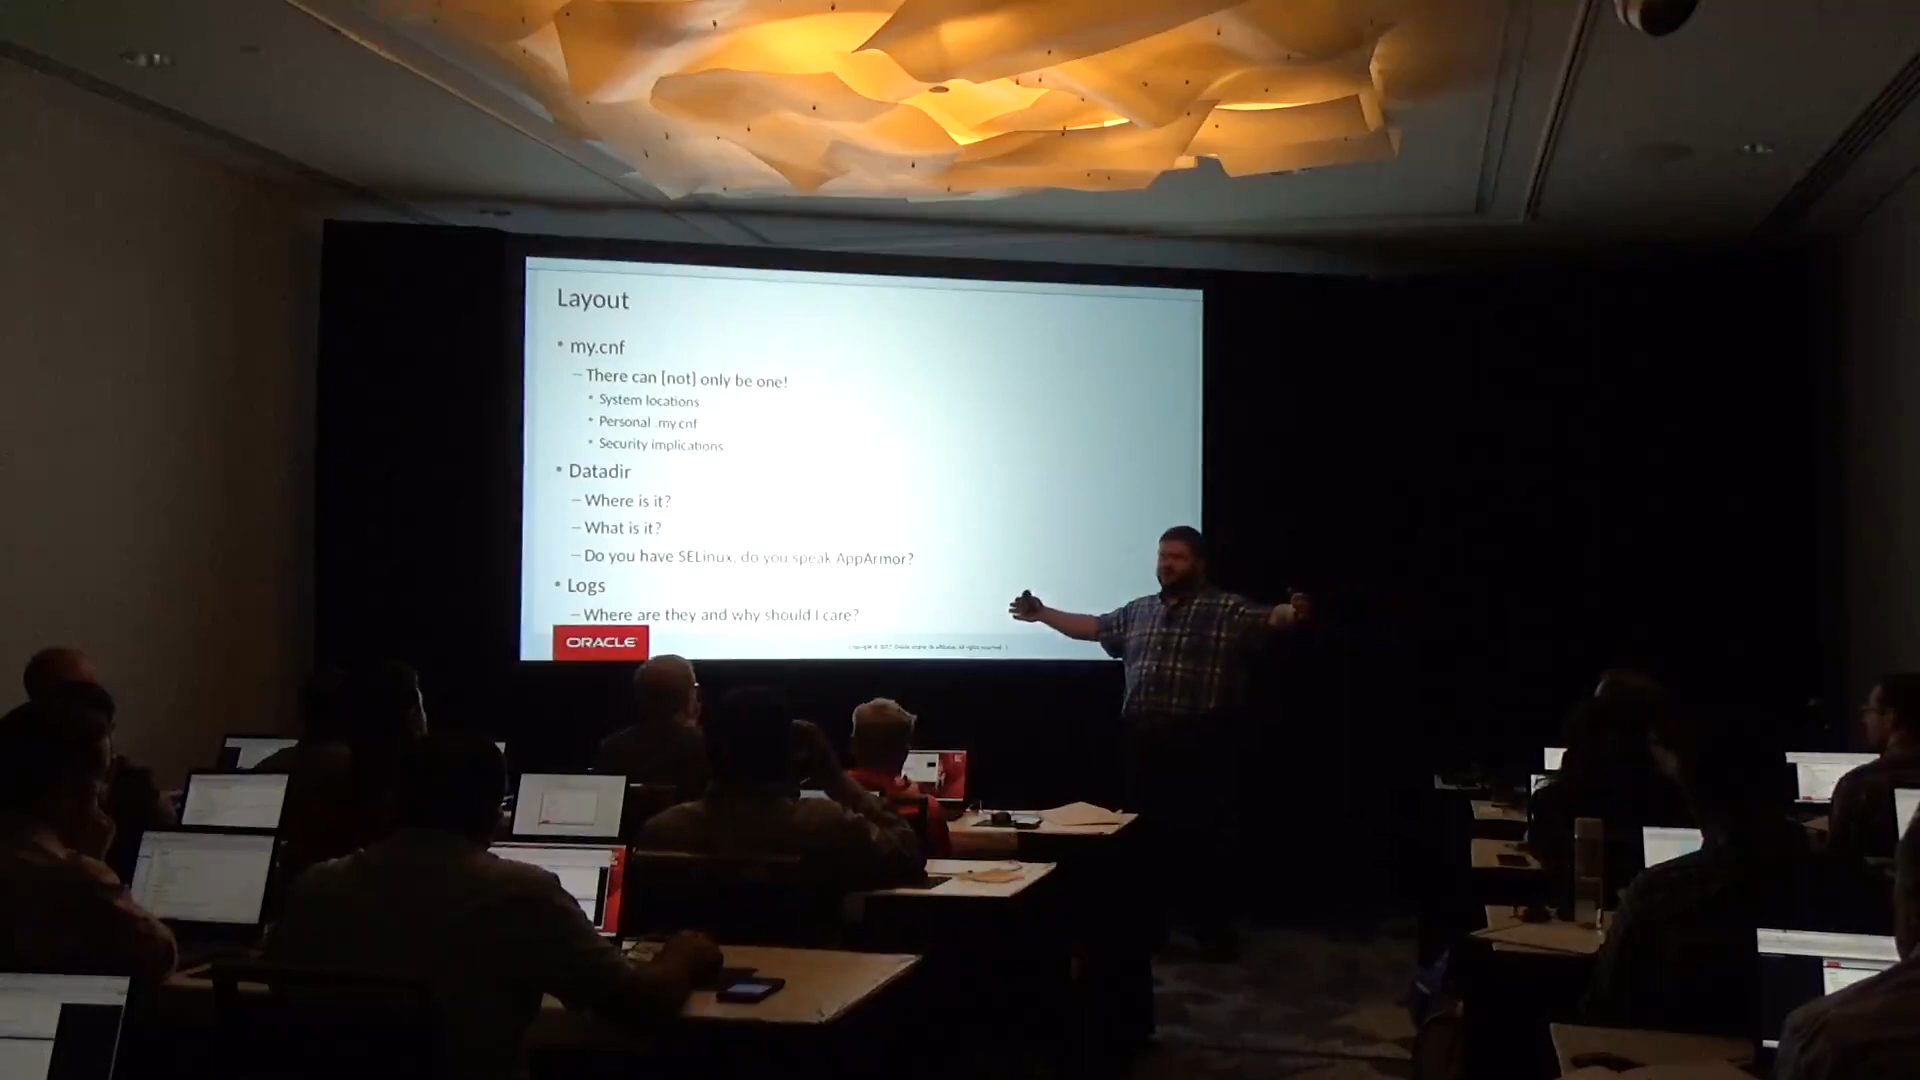 Layout
• my.cnf
– There can [not] only be one!
• System locations
• Personal .my.cnf
• Security implications
• Datadir
– Where is it?
– What is it?
– Do you have SELinux, do you speak AppArmor?
• Logs
– Where are they and why should I care?
ORACLE